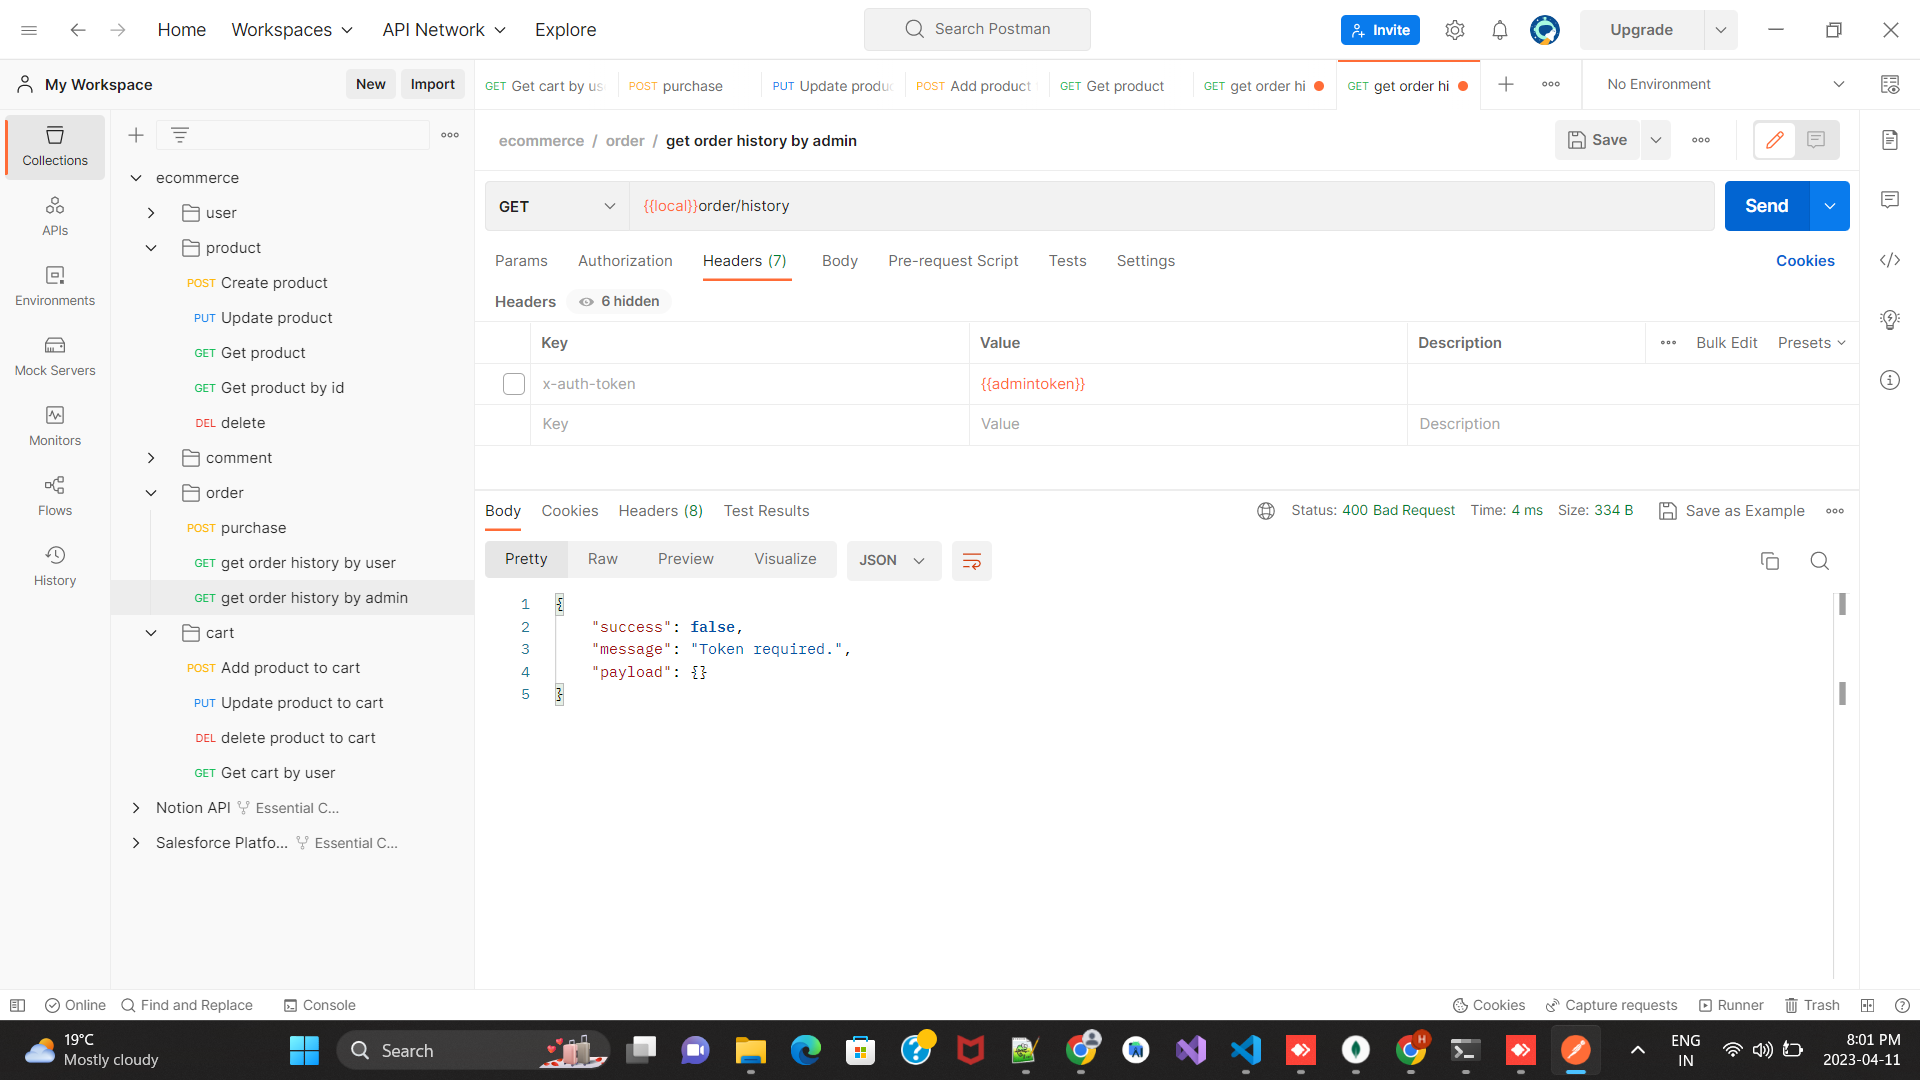 Home
Workspaces
API Network
Explore
Search Postman
Invite
Upgrade
My Workspace
New
Import
GET Get cart by us
POST purchase
PUT Update produc
POST Add product
GET Get product
GET get order hi
GET get order hi
No Environment
Collections
APIs
Environments
Mock Servers
Monitors
Flows
History
ecommerce
user
product
POST Create product
PUT Update product
GET Get product
GET Get product by id
DEL delete
comment
order
POST purchase
GET get order history by user
GET get order history by admin
cart
POST Add product to cart
PUT Update product to cart
DEL delete product to cart
GET Get cart by user
Notion API Essential C...
Salesforce Platfo... Essential C...
ecommerce / order / get order history by admin
Save
GET
{{local}}order/history
Send
Params
Authorization
Headers (7)
Body
Pre-request Script
Tests
Settings
Cookies
Headers
6 hidden
Key
Value
Description
Bulk Edit
Presets
x-auth-token
{{admintoken}}
Key
Value
Description
Body
Cookies
Headers (8)
Test Results
Status: 400 Bad Request
Time: 4 ms
Size: 334 B
Save as Example
Pretty
Raw
Preview
Visualize
JSON
1 {
2 "success": false,
3 "message": "Token required.",
4 "payload": {}
5 }
Online
Find and Replace
Console
Cookies
Capture requests
Runner
Trash
19°C
Mostly cloudy
Search
H
ENG
IN
8:01 PM
2023-04-11